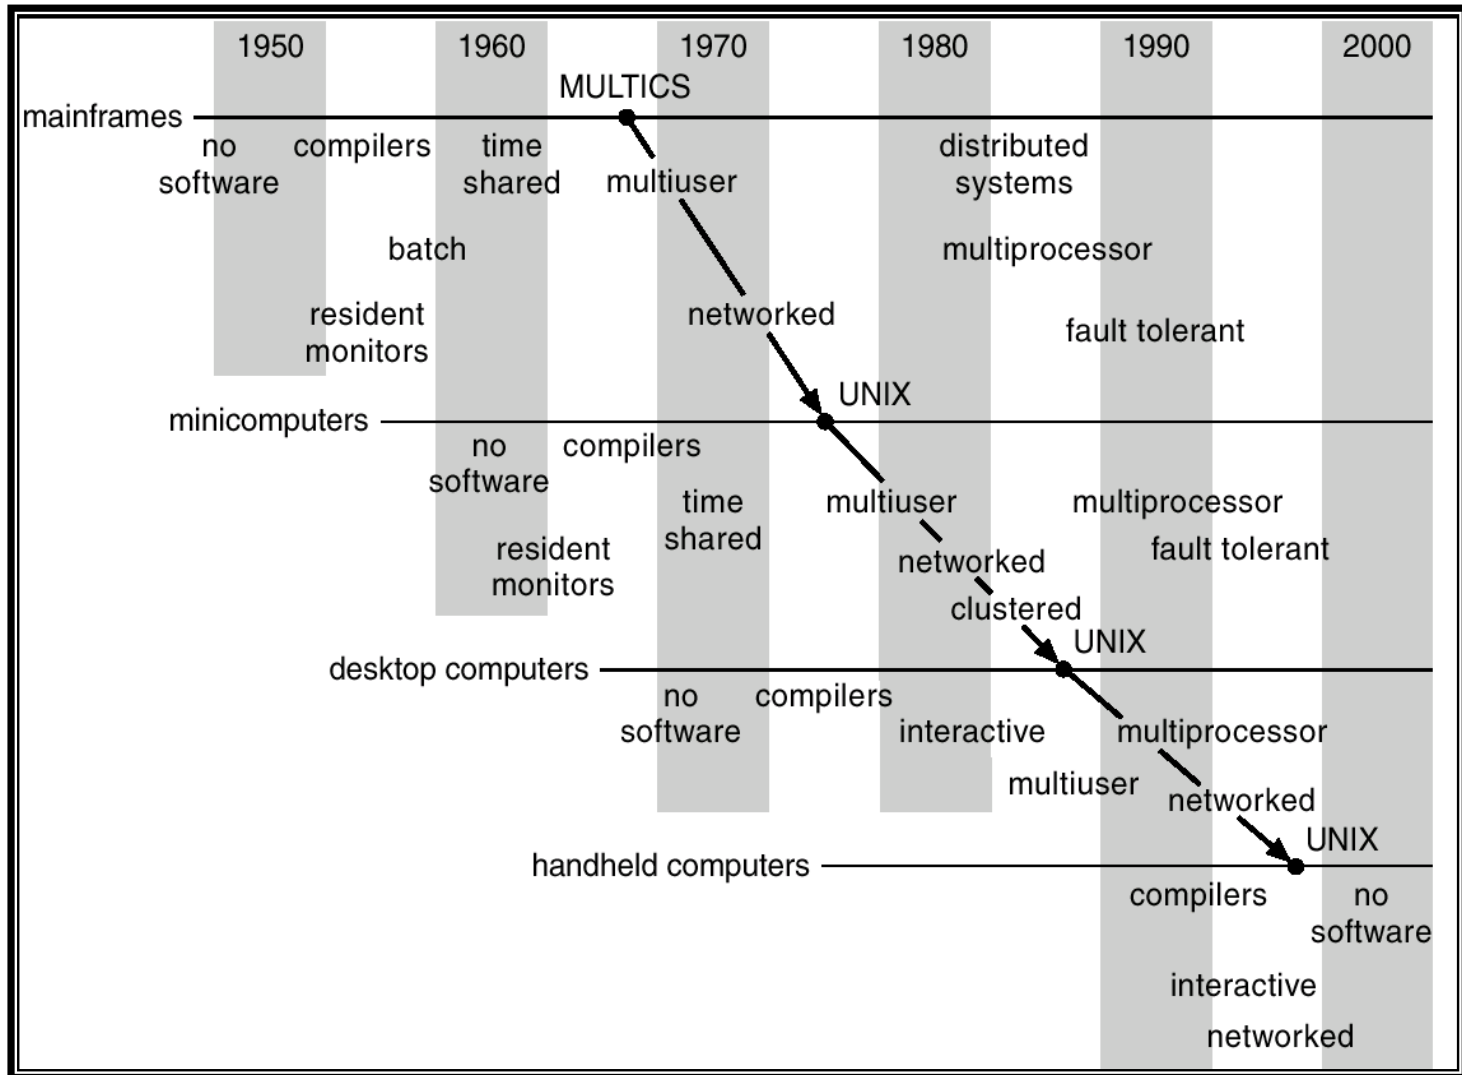 1950 1960 1970 1980 1990 2000
MULTICS
mainframes
no compilers time distributed
software shared multiuser systems
batch multiprocessor
resident networked fault tolerant
monitors
UNIX
minicomputers
no compilers
software time multiuser multiprocessor
shared
resident fault tolerant
monitors networked
clustered
UNIX
desktop computers
no compilers
software interactive multiprocessor
multiuser
networked
UNIX
handheld computers
compilers no
software
interactive
networked